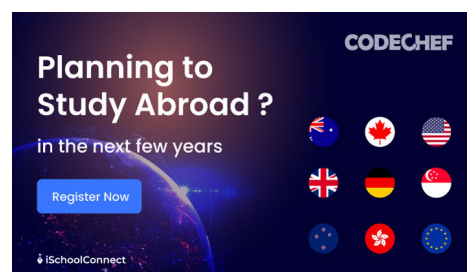 CODECHEF
Planning to
Study Abroad ?
in the next few years
Register Now
iSchoolConnect